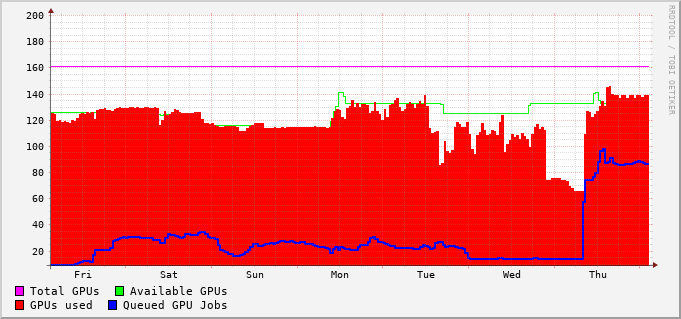 200
180
160
140
120
100
80
60
40
20
Fri Sat Sun Mon Tue Wed Thu
Total GPUs Available GPUs
GPUs used Queued GPU Jobs
RRDTOOL / TOBI OETIKER